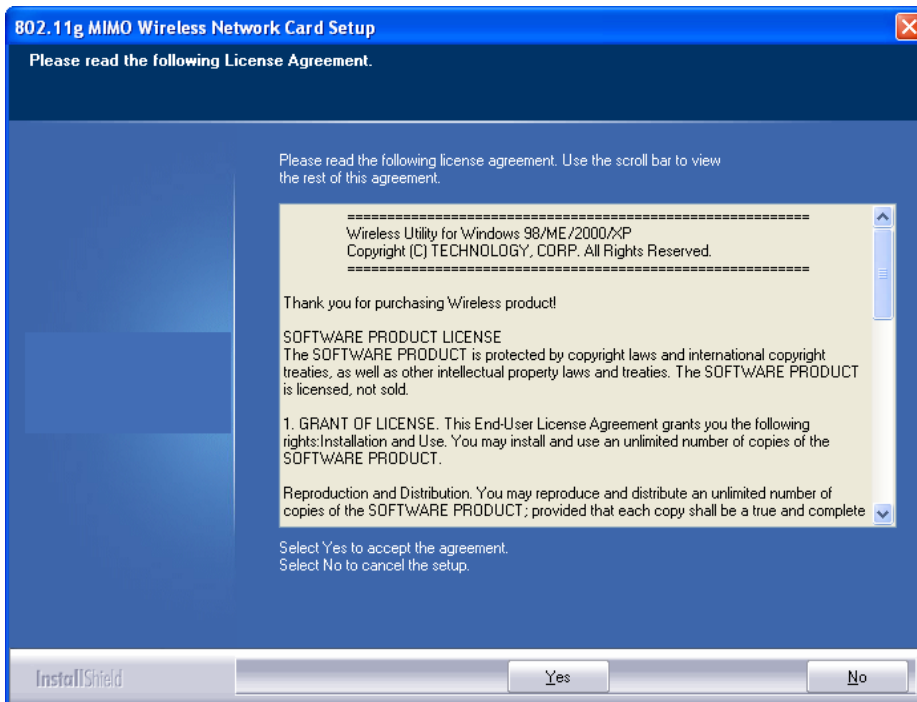 802.11g MIMO Wireless Network Card Setup
Please read the following License Agreement.
Please read the following license agreement. Use the scroll bar to view
the rest of this agreement.
============================================================
Wireless Utility for Windows 98/ME/2000/XP
Copyright (C) TECHNOLOGY, CORP. All Rights Reserved.
============================================================
Thank you for purchasing Wireless product!
SOFTWARE PRODUCT LICENSE
The SOFTWARE PRODUCT is protected by copyright laws and international copyright
treaties, as well as other intellectual property laws and treaties. The SOFTWARE PRODUCT
is licensed, not sold.
1. GRANT OF LICENSE. This End-User License Agreement grants you the following
rights:Installation and Use. You may install and use an unlimited number of copies of the
SOFTWARE PRODUCT.
Reproduction and Distribution. You may reproduce and distribute an unlimited number of
copies of the SOFTWARE PRODUCT; provided that each copy shall be a true and complete
Select Yes to accept the agreement.
Select No to cancel the setup.
InstallShield
Yes
No